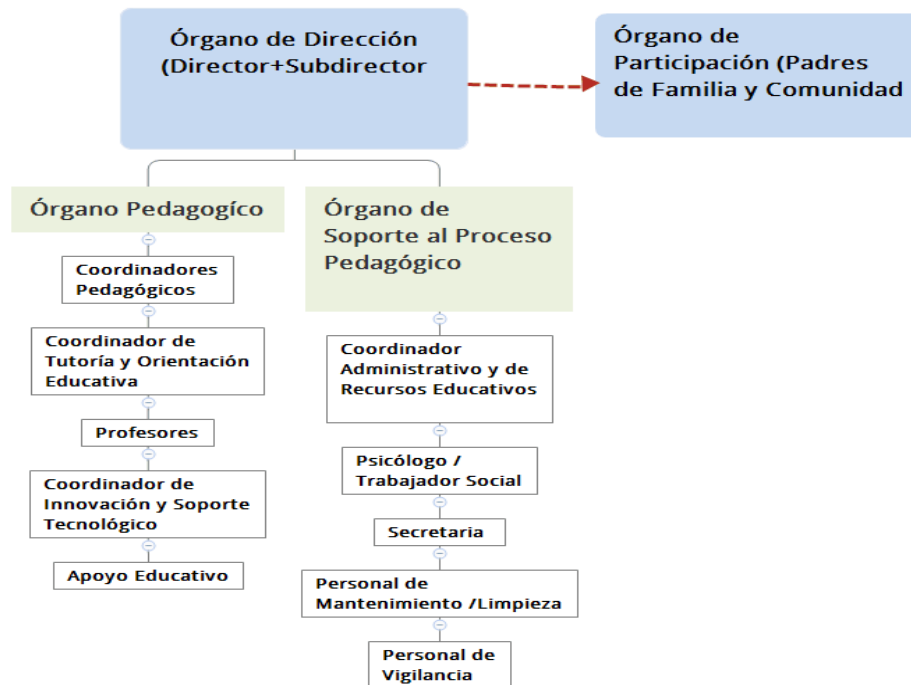 Órgano de Dirección
(Director+Subdirector
Órgano de
Participación (Padres
de Familia y Comunidad
Órgano Pedagogíco
Coordinadores
Pedagógicos
Coordinador de
Tutoría y Orientación
Educativa
Profesores
Coordinador de
Innovación y Soporte
Tecnológico
Apoyo Educativo
Órgano de
Soporte al Proceso
Pedagógico
Coordinador
Administrativo y de
Recursos Educativos
Psicólogo /
Trabajador Social
Secretaria
Personal de
Mantenimiento /Limpieza
Personal de
Vigilancia